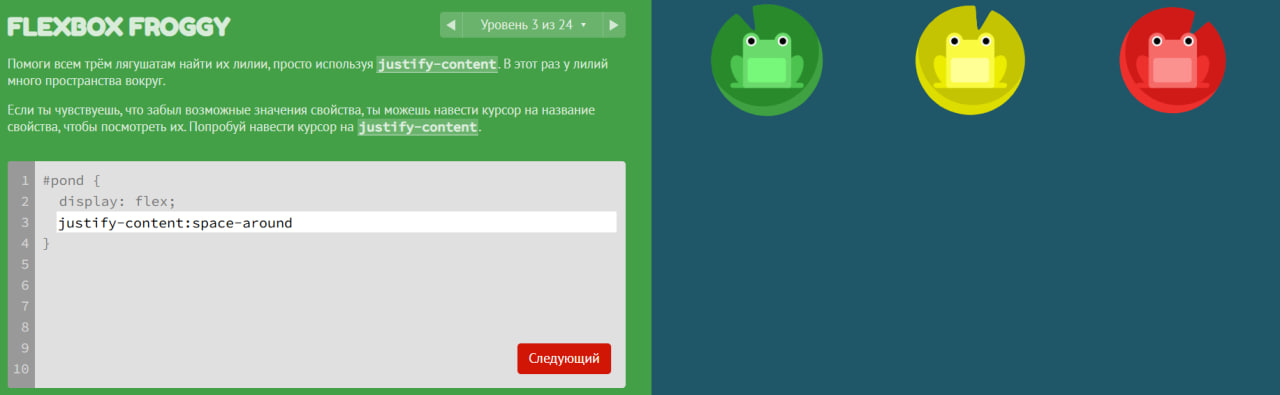 FLEXBOX FROGGY
Уровень 3 из 24
Помоги всем трём лягушатам найти их лилии, просто используя justify-content. В этот раз у лилий
много пространства вокруг.
Если ты чувствуешь, что забыл возможные значения свойства, ты можешь навести курсор на название
свойства, чтобы посмотреть их. Попробуй навести курсор на justify-content.
1 #pond {
2 display: flex;
3 justify-content:space-around
4 }
5
6
7
8
9
10
Следующий